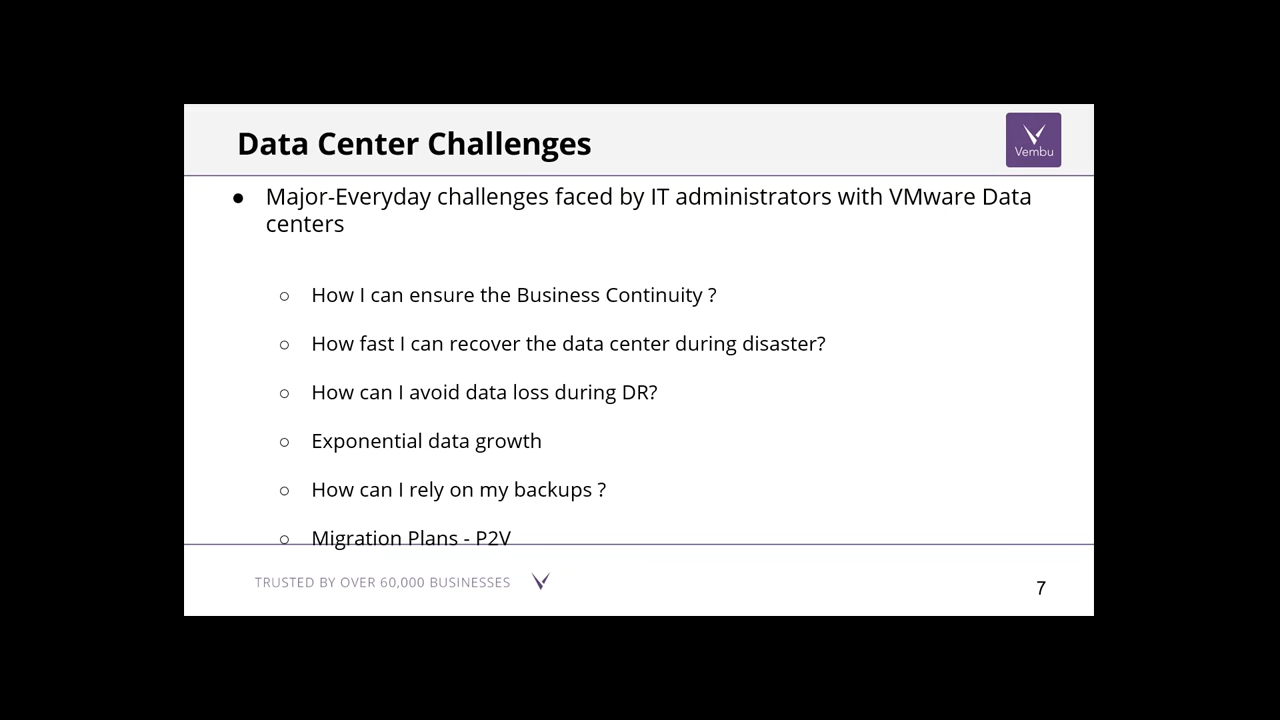 Data Center Challenges
Vembu
● Major-Everyday challenges faced by IT administrators with VMware Data
centers
○ How I can ensure the Business Continuity ?
○ How fast I can recover the data center during disaster?
○ How can I avoid data loss during DR?
○ Exponential data growth
○ How can I rely on my backups ?
○ Migration Plans - P2V
TRUSTED BY OVER 60,000 BUSINESSES
7